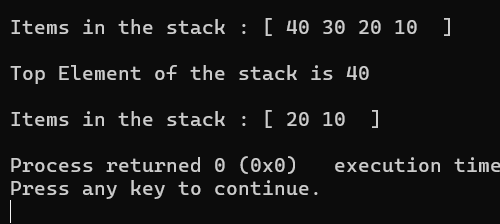 Items in the stack : [ 40 30 20 10  ]
Top Element of the stack is 40
Items in the stack : [ 20 10  ]
Process returned 0 (0x0)   execution time
Press any key to continue.